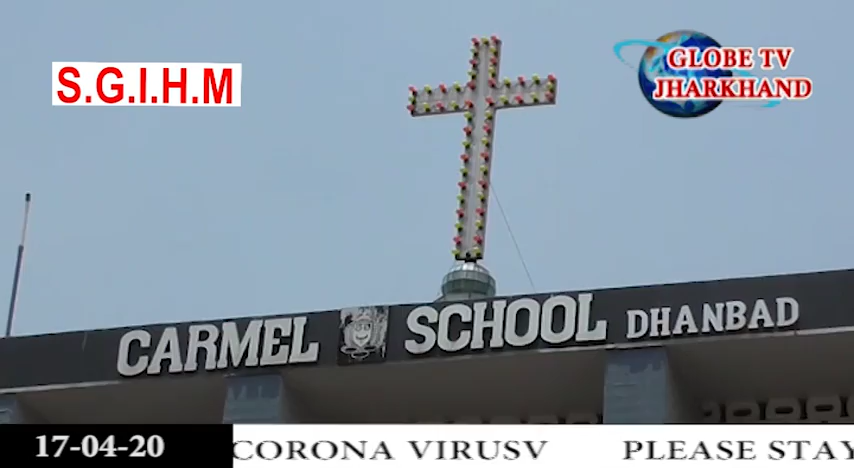 S.G.I.H.M
GLOBE TV
JHARKHAND
CARMEL SCHOOL DHANBAD
17-04-20
CORONA VIRUSV PLEASE STAY